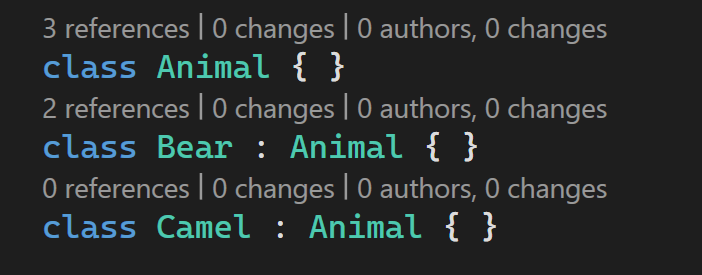 3 references | 0 changes | 0 authors, 0 changes
class Animal { }
2 references | 0 changes | 0 authors, 0 changes
class Bear : Animal { }
0 references | 0 changes | 0 authors, 0 changes
class Camel : Animal { }